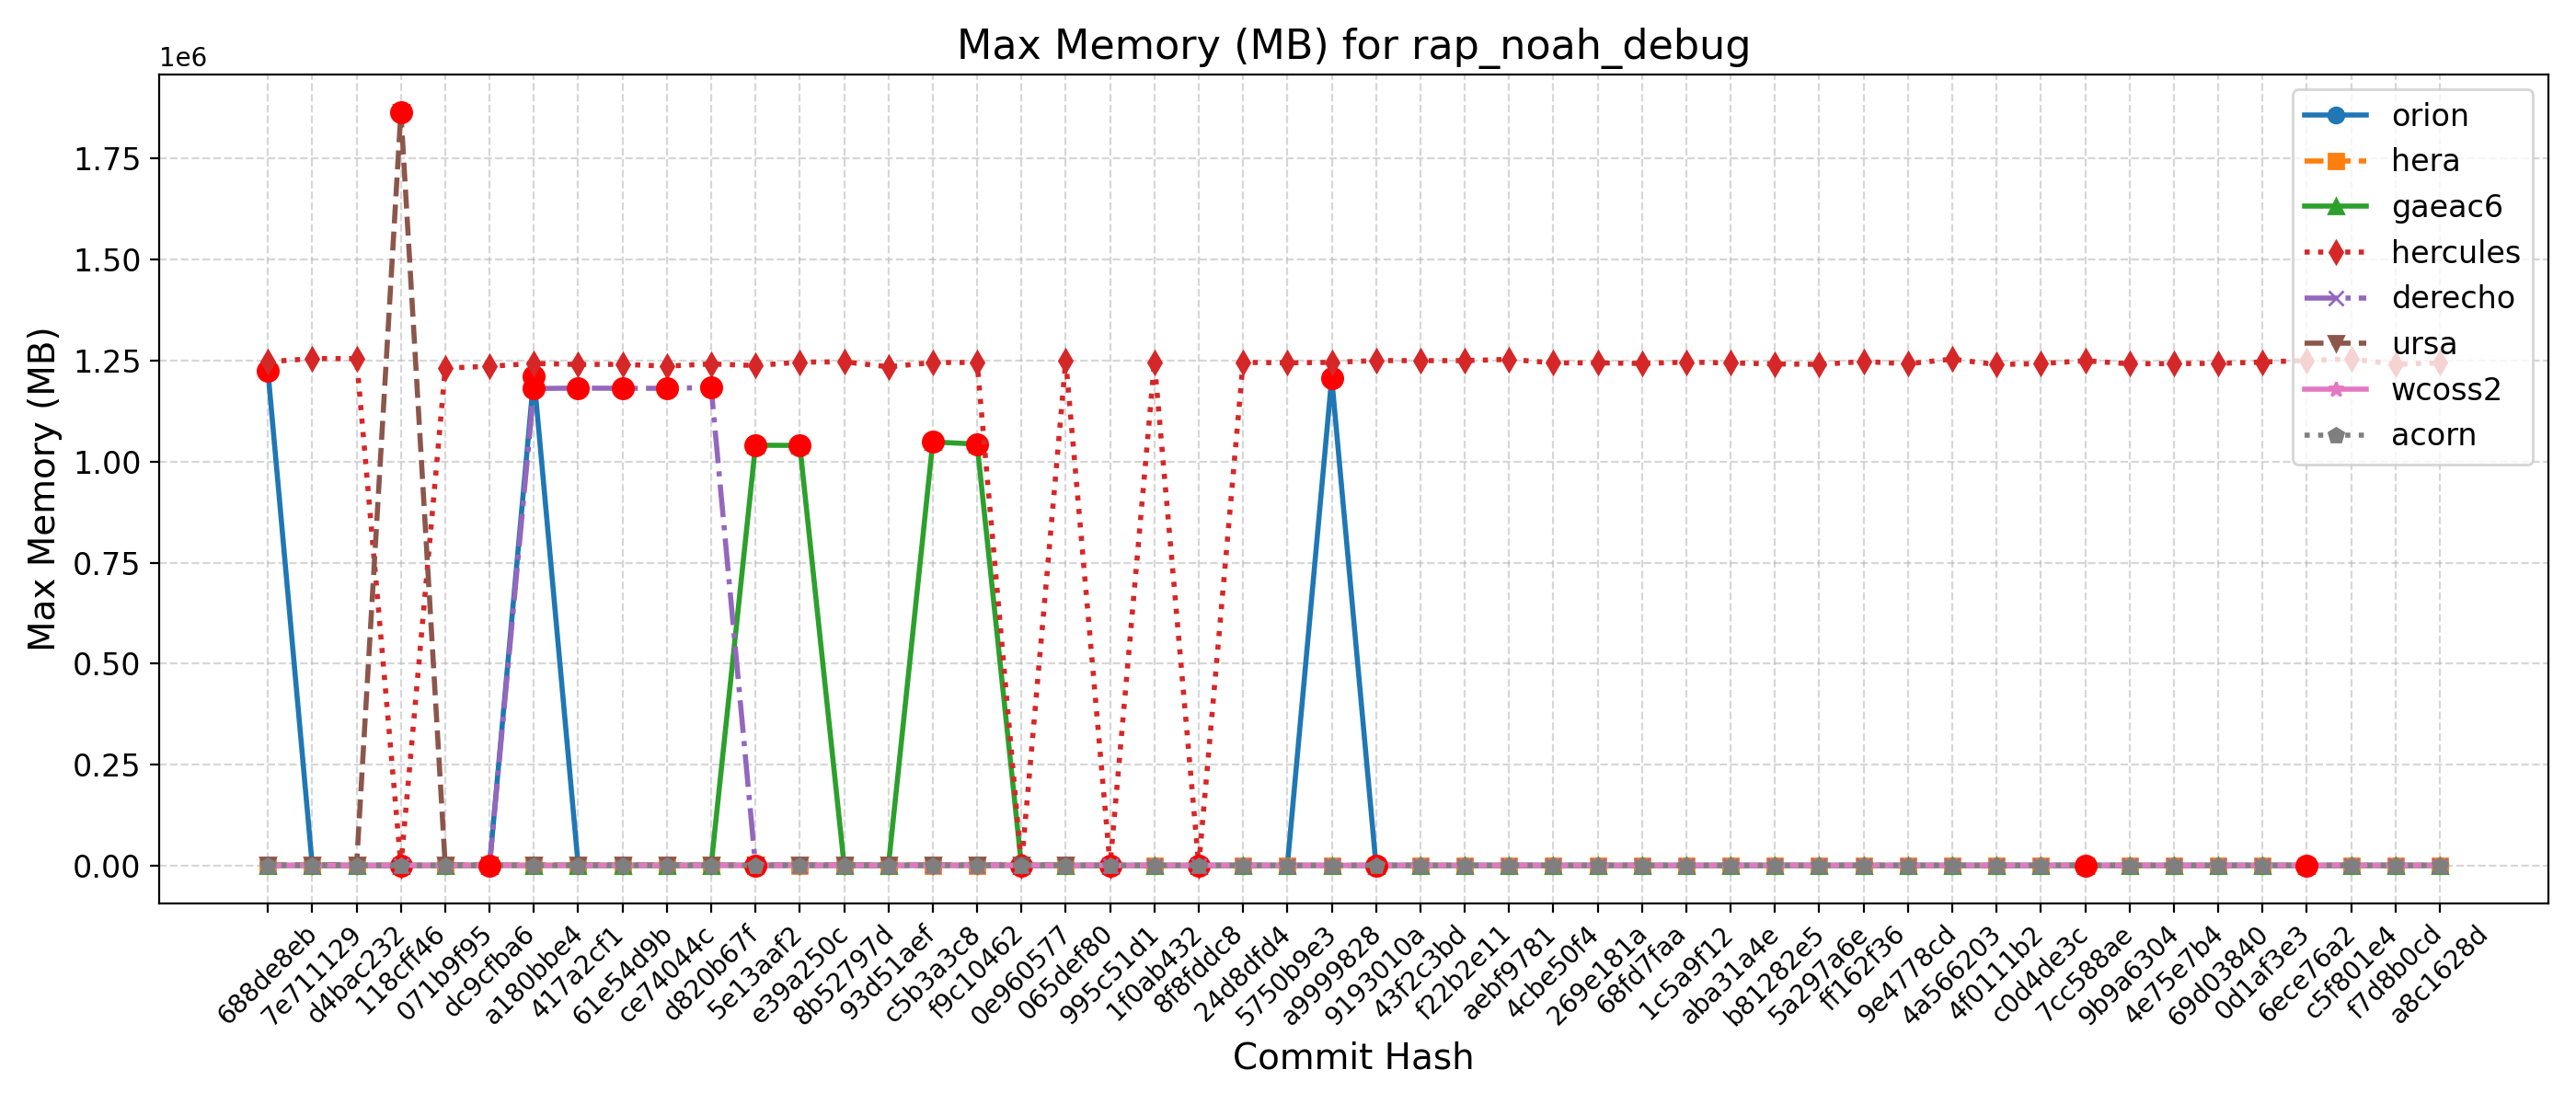 Max Memory (MB) for rap_noah_debug
1e6
1.75
1.50
1.25
1.00
0.75
0.50
0.25
0.00
Max Memory (MB)
orion
hera
gaeac6
hercules
derecho
ursa
wcoss2
acorn
688de8eb
7e711129
d4bac232
118cff46
071b9f95
dc9cfba6
a180bbe4
417a2cf1
61e54d9b
ce74044c
d820b67f
5e13aaf2
e39a250c
8b52797d
93d51aef
c5b3a3c8
f9c10462
0e960577
065def80
995c51d1
1f0ab432
8f8fddc8
24d8dfd4
5750b9e3
a9999828
9193010a
43f2c3bd
f22b2e11
aebf9781
4cbe50f4
269e181a
68fd7faa
1c5a9f12
aba31a4e
b81282e5
5a297a6e
ff162f36
9e4778cd
4a566203
4f0111b2
c0d4de3c
7cc588ae
9b9a6304
4e75e7b4
69d03840
0d1af3e3
6ece76a2
c5f801e4
f7d8b0cd
a8c1628d
Commit Hash